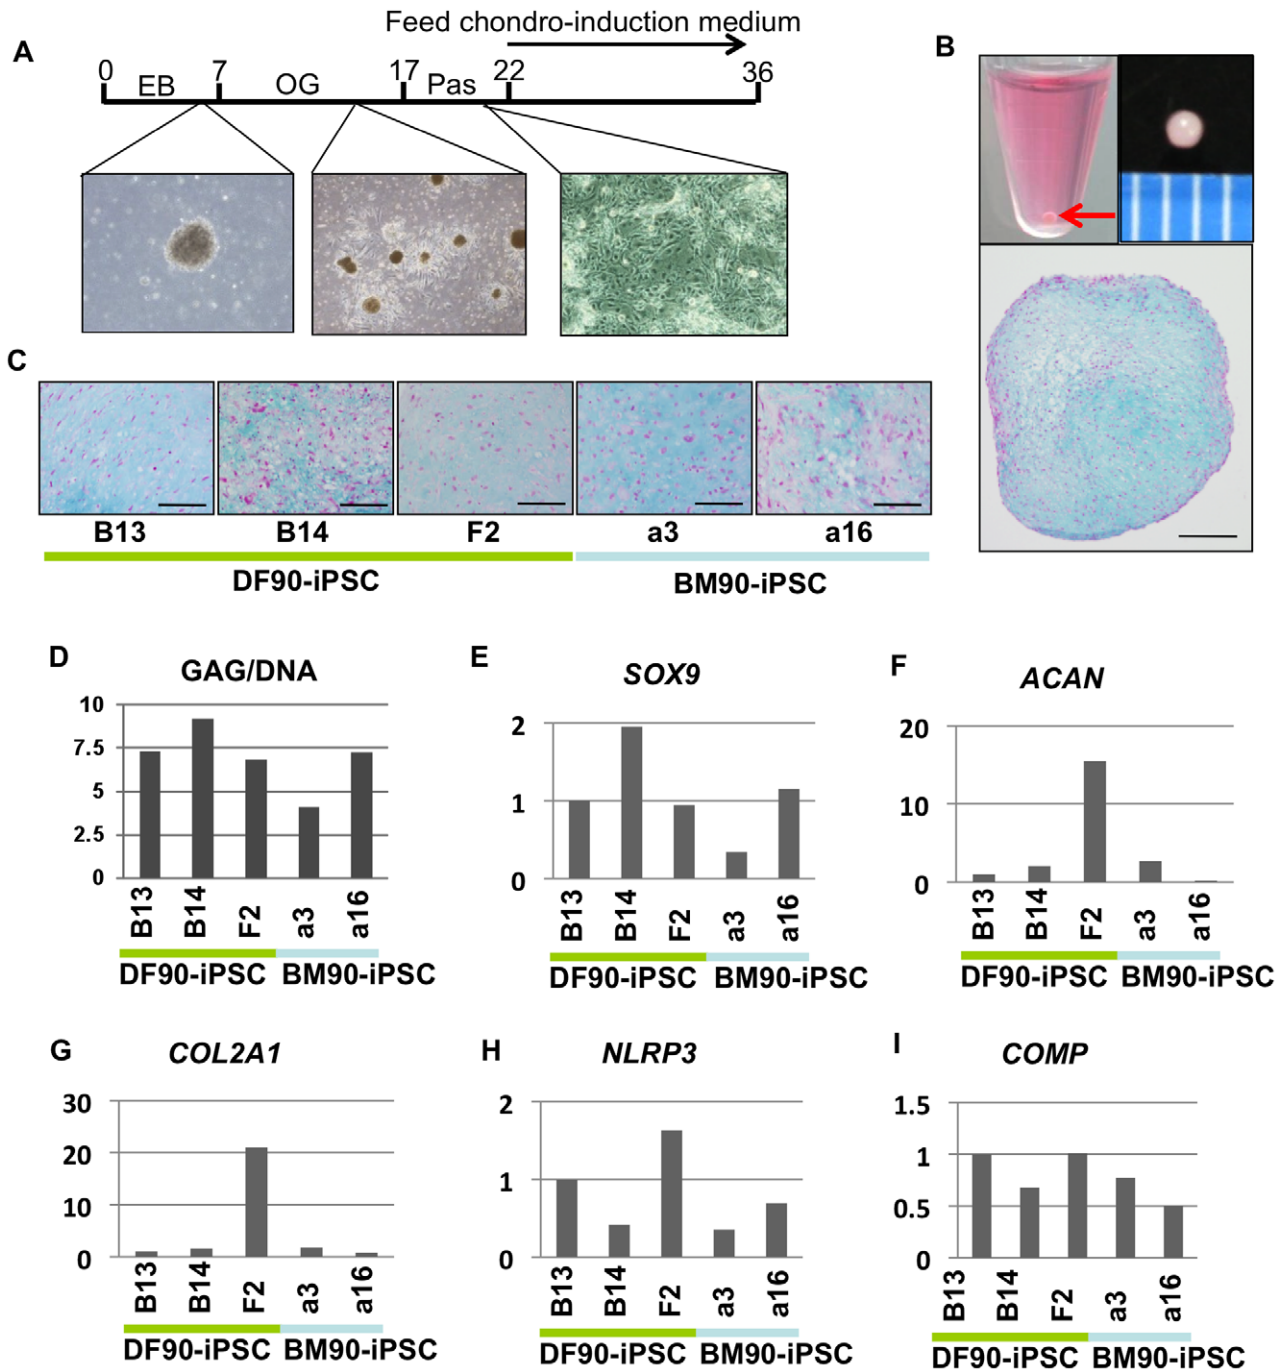 Feed chondro-induction medium
A
0 7 17 22 36
EB OG Pas
B
C
B13 B14 F2 a3 a16
DF90-iPSC BM90-iPSC
D
GAG/DNA
10
7.5
5
2.5
0
B13 B14 F2 a3 a16
DF90-iPSC BM90-iPSC
E
SOX9
2
1
0
B13 B14 F2 a3 a16
DF90-iPSC BM90-iPSC
F
ACAN
20
10
0
B13 B14 F2 a3 a16
DF90-iPSC BM90-iPSC
G
COL2A1
30
20
10
0
B13 B14 F2 a3 a16
DF90-iPSC BM90-iPSC
H
NLRP3
2
1
0
B13 B14 F2 a3 a16
DF90-iPSC BM90-iPSC
I
COMP
1.5
1
0.5
0
B13 B14 F2 a3 a16
DF90-iPSC BM90-iPSC